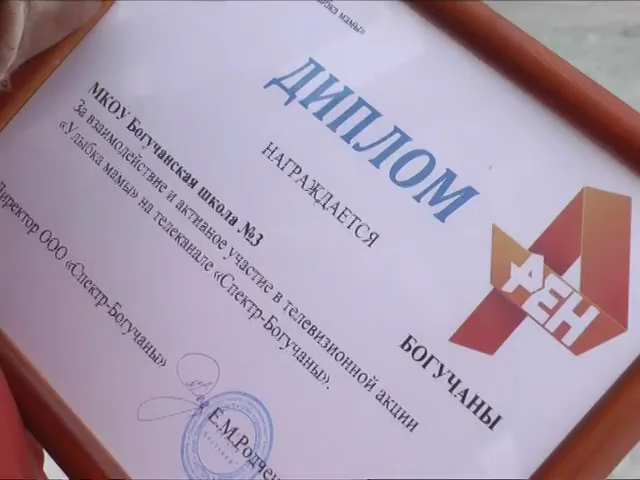 мамы»
ДИПЛОМ
НАГРАЖДАЕТСЯ
МКОУ Богучанская школа №3
За взаимодействие и активное участие в телевизионной акции
«Улыбка мамы» на телеканале «Спектр-Богучаны».
Директор ООО «Спектр-Богучаны»
Е.М.Родчен
РЕН
БОГУЧАНЫ